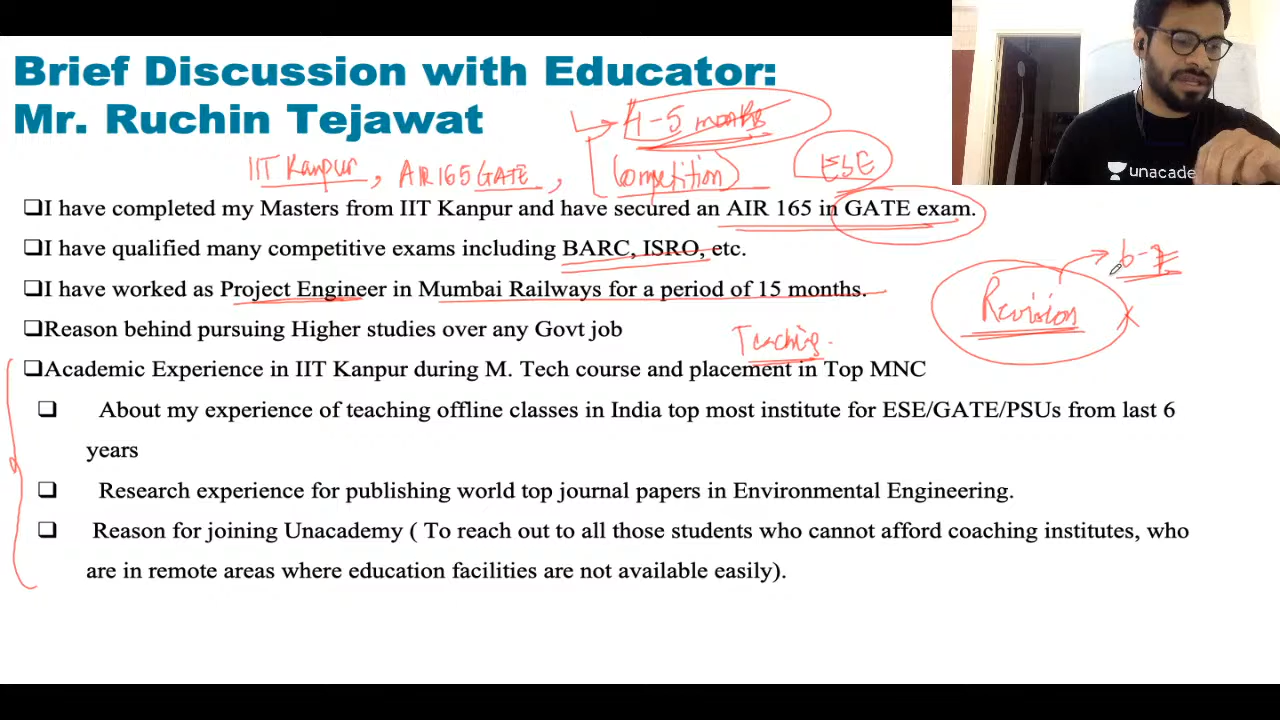 Brief Discussion with Educator:
Mr. Ruchin Tejawat
4-5 months
IIT Kanpur, AIR 165 GATE, Competition ESE
unacade
❑I have completed my Masters from IIT Kanpur and have secured an AIR 165 in GATE exam.
❑I have qualified many competitive exams including BARC, ISRO, etc.
6-7
❑I have worked as Project Engineer in Mumbai Railways for a period of 15 months.
Revision
❑Reason behind pursuing Higher studies over any Govt job
Teaching
❑Academic Experience in IIT Kanpur during M. Tech course and placement in Top MNC
❑ About my experience of teaching offline classes in India top most institute for ESE/GATE/PSUs from last 6
years
❑ Research experience for publishing world top journal papers in Environmental Engineering.
❑ Reason for joining Unacademy ( To reach out to all those students who cannot afford coaching institutes, who
are in remote areas where education facilities are not available easily).